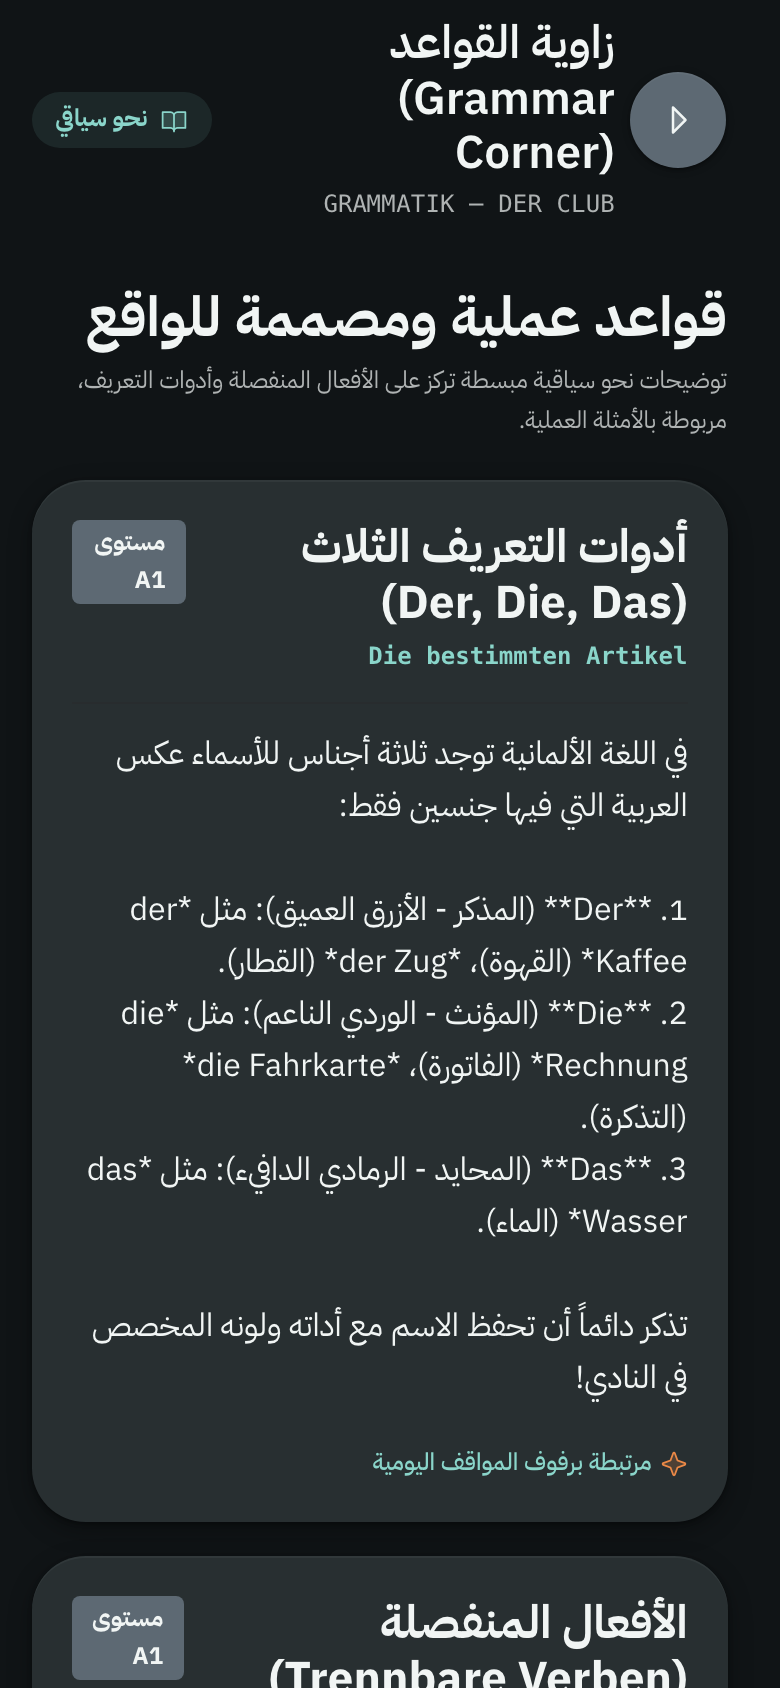 زاوية القواعد
(Grammar
Corner)
GRAMMATIK — DER CLUB
نحو سياقي
قواعد عملية ومصممة للواقع
توضيحات نحو سياقية مبسطة تركز على الأفعال المنفصلة وأدوات التعريف،
مربوطة بالأمثلة العملية.
أدوات التعريف الثلاث
(Der, Die, Das)
Die bestimmten Artikel
مستوى
A1
في اللغة الألمانية توجد ثلاثة أجناس للأسماء عكس
العربية التي فيها جنسين فقط:
1. **Der** (المذكر - الأزرق العميق): مثل *der
Kaffee* (القهوة)، *der Zug* (القطار).
2. **Die** (المؤنث - الوردي الناعم): مثل *die
Rechnung* (الفاتورة)، *die Fahrkarte*
(التذكرة).
3. **Das** (المحايد - الرمادي الدافيء): مثل *das
Wasser* (الماء).
تذكر دائماً أن تحفظ الاسم مع أداته ولونه المخصص
في النادي!
مرتبطة برفوف المواقف اليومية
الأفعال المنفصلة
(Trennbare Verben)
مستوى
A1